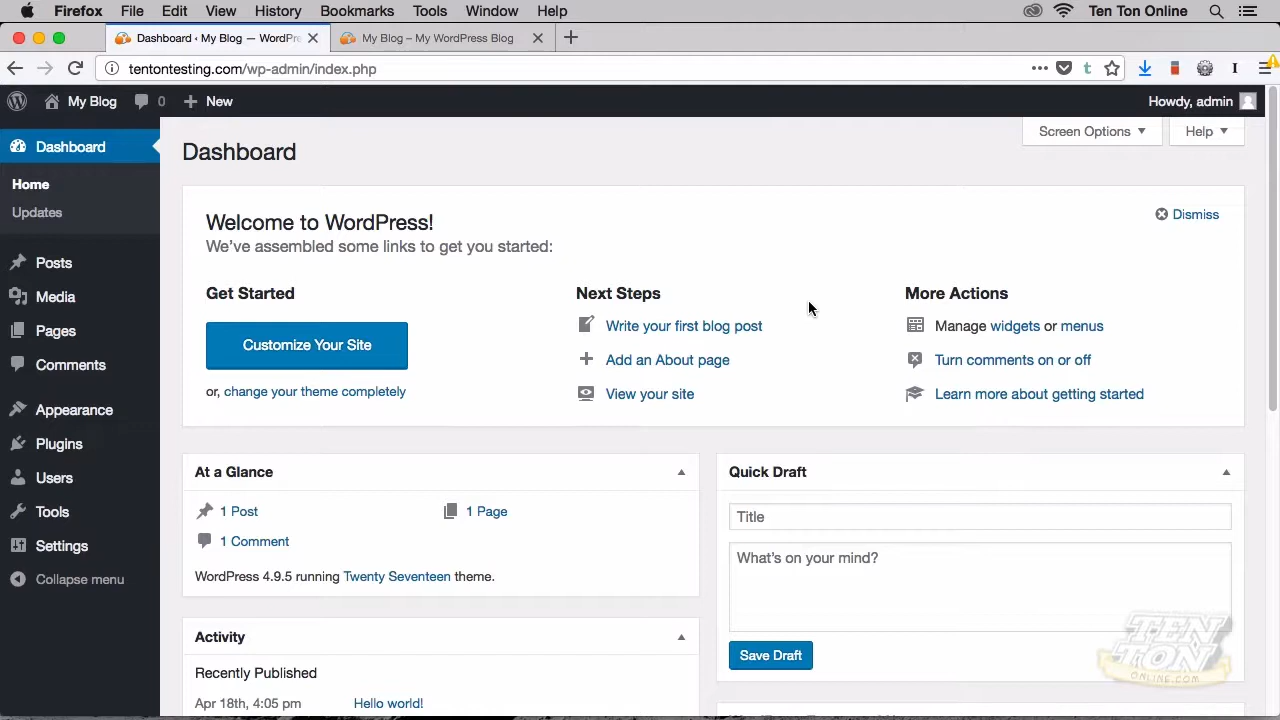 Firefox File Edit View History Bookmarks Tools Window Help Ten Ton Online
Dashboard ‹ My Blog — WordPre
My Blog – My WordPress Blog
tentontesting.com/wp-admin/index.php
My Blog 0 New Howdy, admin
Screen Options Help
Dashboard
Home
Updates
Posts
Media
Pages
Comments
Appearance
Plugins
Users
Tools
Settings
Collapse menu
Dashboard
Welcome to WordPress!
We've assembled some links to get you started:
Dismiss
Get Started
Customize Your Site
or, change your theme completely
Next Steps
Write your first blog post
Add an About page
View your site
More Actions
Manage widgets or menus
Turn comments on or off
Learn more about getting started
At a Glance
1 Post
1 Page
1 Comment
WordPress 4.9.5 running Twenty Seventeen theme.
Activity
Recently Published
Apr 18th, 4:05 pm Hello world!
Quick Draft
Title
What's on your mind?
Save Draft
TEN
TON
ONLINE.COM